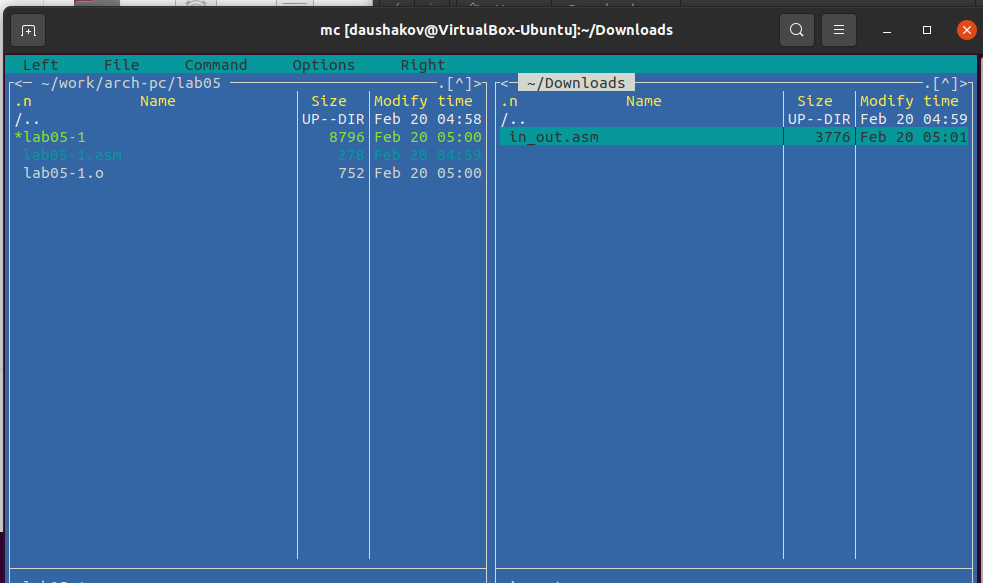 mc [daushakov@VirtualBox-Ubuntu]:~/Downloads
Left File Command Options Right
<─ ~/work/arch-pc/lab05 ─.[^]>
.n Name Size Modify time
/.. UP--DIR Feb 20 04:58
*lab05-1 8796 Feb 20 05:00
lab05-1.asm 278 Feb 20 04:59
lab05-1.o 752 Feb 20 05:00
<─ ~/Downloads ─.[^]>
.n Name Size Modify time
/.. UP--DIR Feb 20 04:59
in_out.asm 3776 Feb 20 05:01